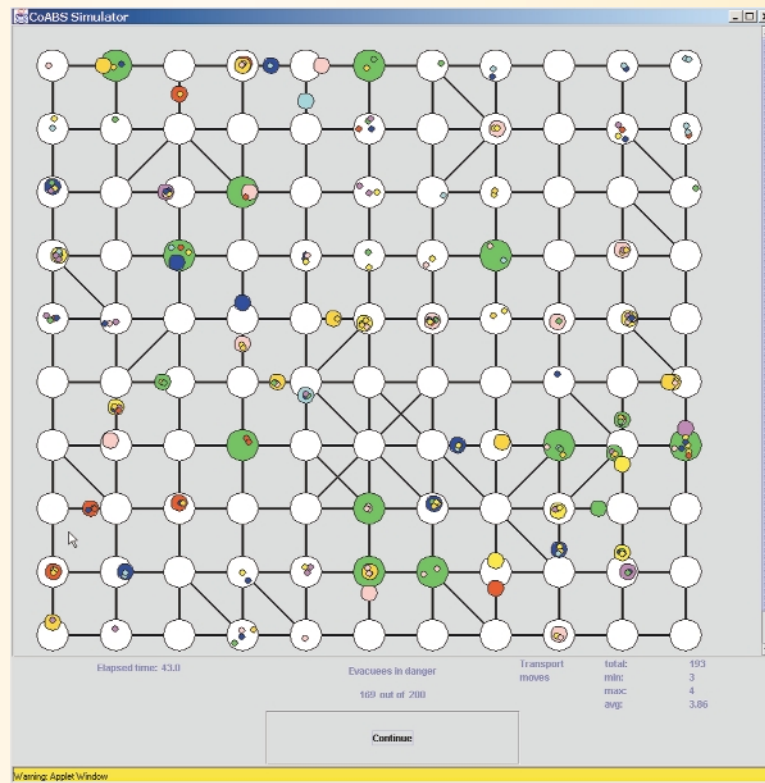 CoABS Simulator
Elapsed time: 43.0
Evacuees in danger
169 out of 200
Transport moves
total: 193
min: 3
max: 4
avg: 3.86
Continue
Warning: Applet Window